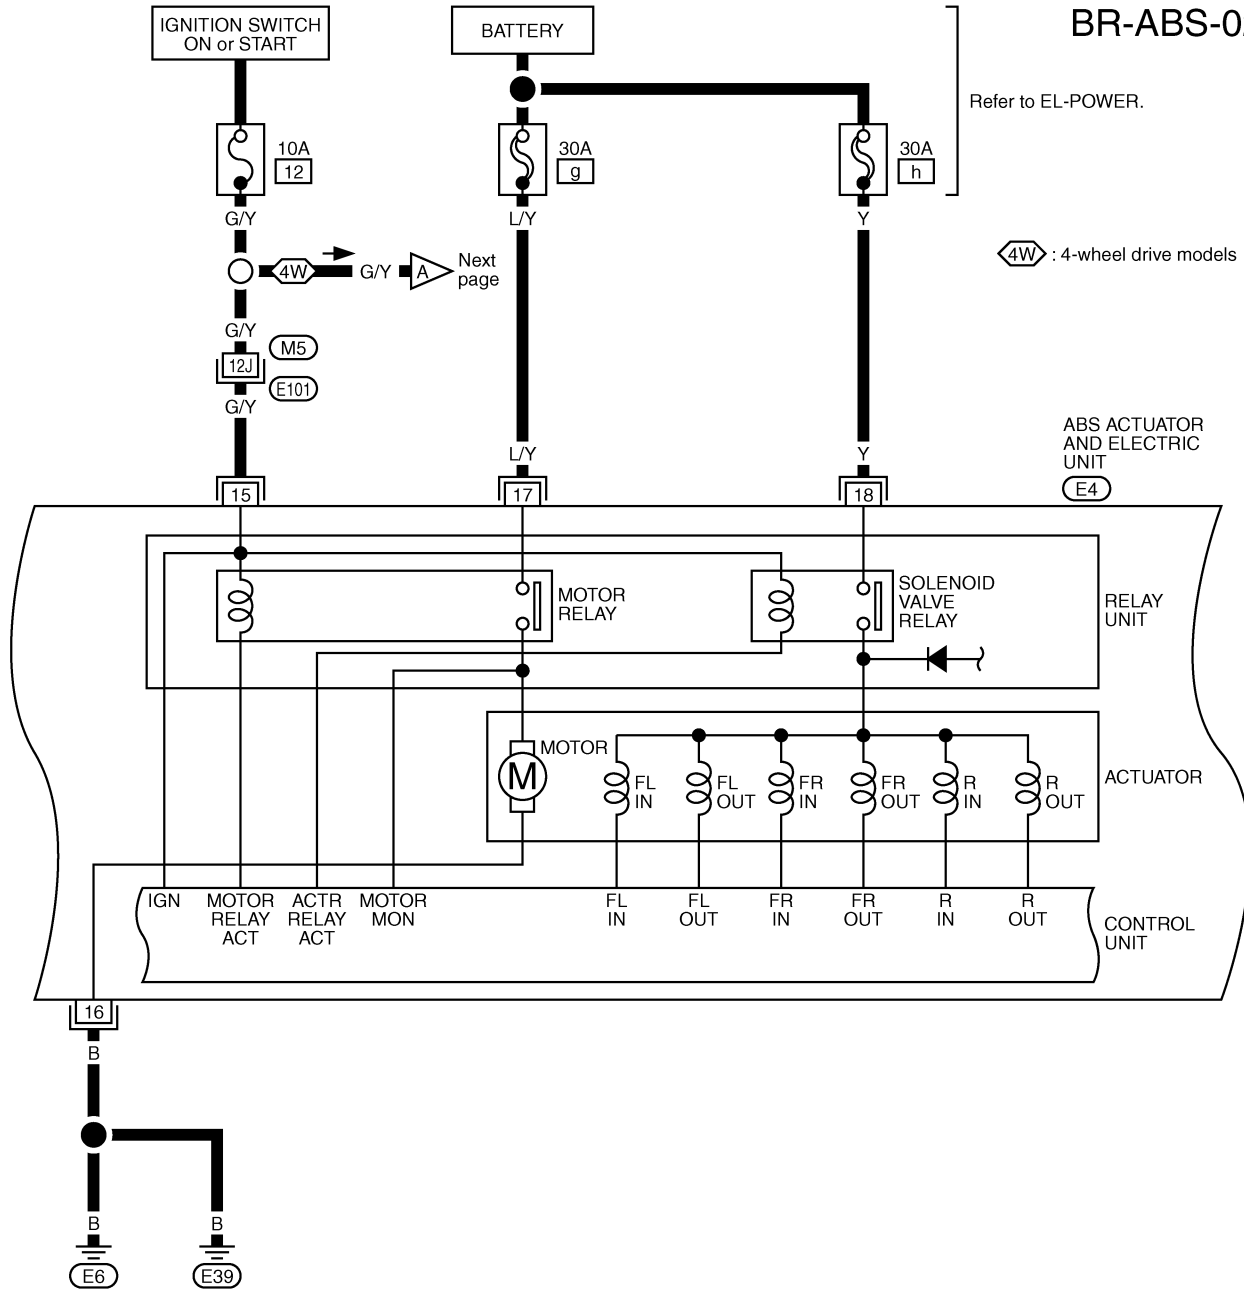 BR-ABS-0
IGNITION SWITCH
ON or START
BATTERY
Refer to EL-POWER.
10A
12
30A
g
30A
h
G/Y
L/Y
Y
4W
G/Y
A
Next
page
4W : 4-wheel drive models
G/Y
M5
12J
E101
G/Y
L/Y
Y
ABS ACTUATOR
AND ELECTRIC
UNIT
E4
15
17
18
MOTOR
RELAY
SOLENOID
VALVE
RELAY
RELAY
UNIT
MOTOR
M
FL
IN
FL
OUT
FR
IN
FR
OUT
R
IN
R
OUT
ACTUATOR
IGN
MOTOR
RELAY
ACT
ACTR
RELAY
ACT
MOTOR
MON
FL
IN
FL
OUT
FR
IN
FR
OUT
R
IN
R
OUT
CONTROL
UNIT
16
B
B
B
E6
E39